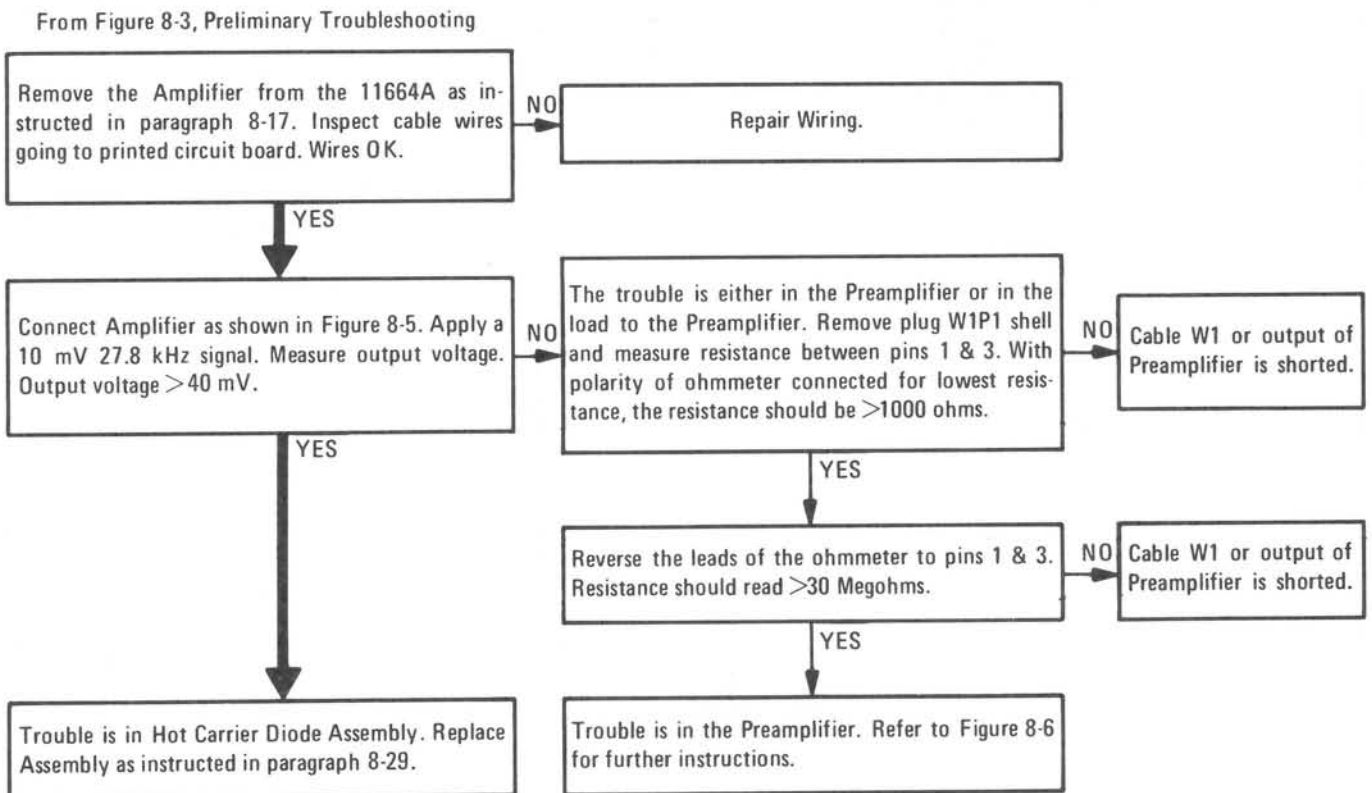 From Figure 8-3, Preliminary Troubleshooting
Remove the Amplifier from the 11664A as in-
structed in paragraph 8-17. Inspect cable wires
going to printed circuit board. Wires OK.
NO
Repair Wiring.
YES
Connect Amplifier as shown in Figure 8-5. Apply a
10 mV 27.8 kHz signal. Measure output voltage.
Output voltage >40 mV.
NO
The trouble is either in the Preamplifier or in the
load to the Preamplifier. Remove plug W1P1 shell
and measure resistance between pins 1 & 3. With
polarity of ohmmeter connected for lowest resis-
tance, the resistance should be >1000 ohms.
NO
Cable W1 or output of
Preamplifier is shorted.
YES
YES
Reverse the leads of the ohmmeter to pins 1 & 3.
Resistance should read >30 Megohms.
NO
Cable W1 or output of
Preamplifier is shorted.
YES
Trouble is in Hot Carrier Diode Assembly. Replace
Assembly as instructed in paragraph 8-29.
Trouble is in the Preamplifier. Refer to Figure 8-6
for further instructions.